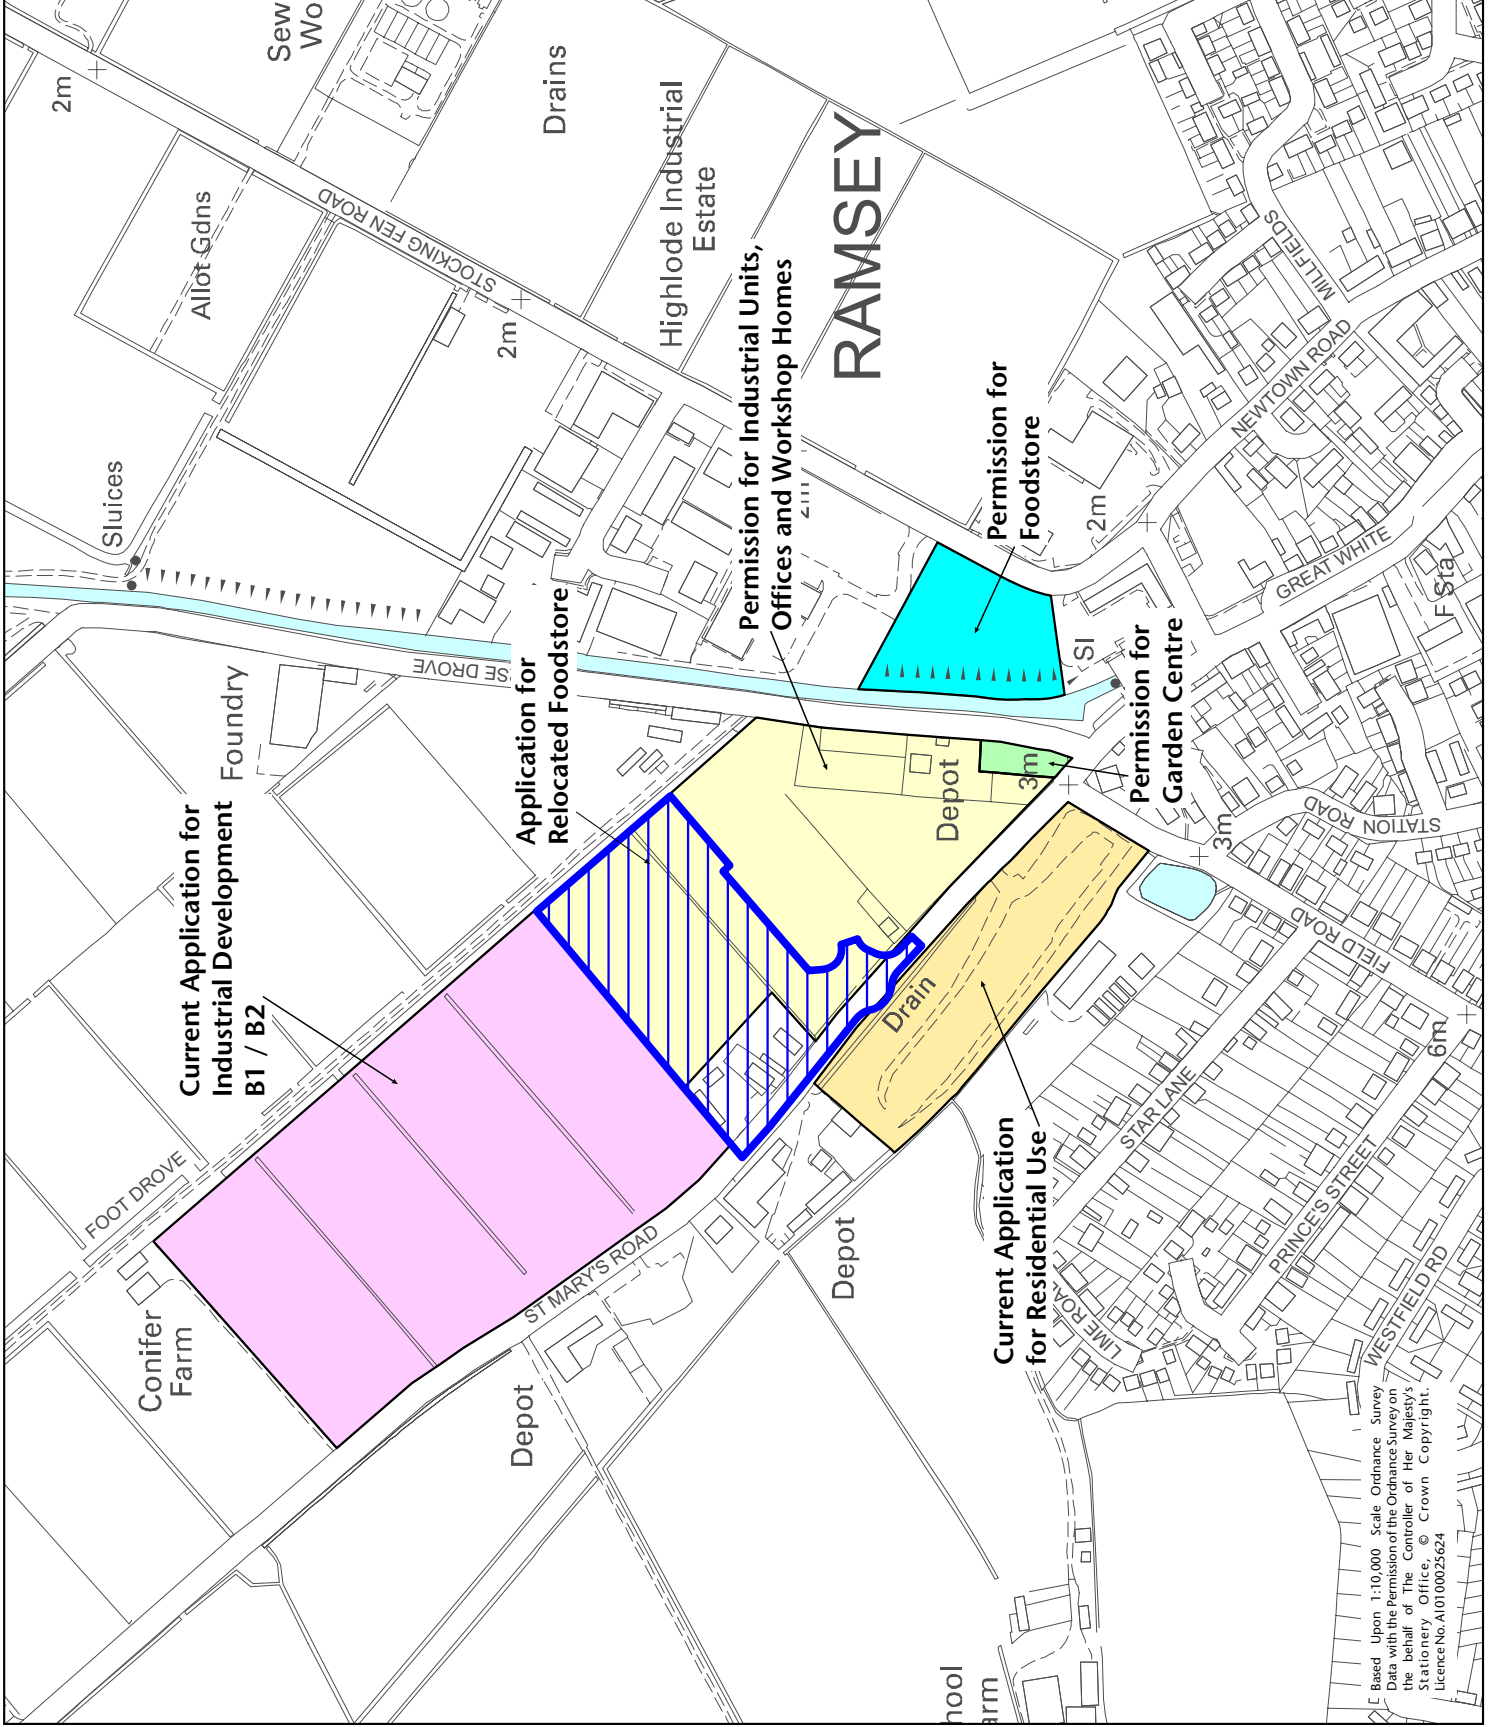 Sew
Wo
2m
Drains
Allot Gdns
STOCKING FEN ROAD
Highlode Industrial
Estate
RAMSEY
2m
Sluices
MILLFIELDS
NEWTOWN ROAD
Permission for Industrial Units,
Offices and Workshop Homes
2m
Permission for
Foodstore
2m
GREAT WHITE
F Sta
Application for
Relocated Foodstore
SE DROVE
Foundry
Sl
Permission for
Garden Centre
Depot
3m
3m
STATION ROAD
Current Application for
Industrial Development
B1 / B2
Drain
FIELD ROAD
6m
FOOT DROVE
STAR LANE
PRINCE'S STREET
Current Application
for Residential Use
Conifer
Farm
ST MARY'S ROAD
Depot
LIME ROAD
WESTFIELD RD
Depot
hool
arm
Based Upon 1:10,000 Scale Ordnance Survey
Data with the Permission of the Ordnance Survey on
the behalf of The Controller of Her Majesty's
Stationery Office, © Crown Copyright.
Licence No. AI0100025624